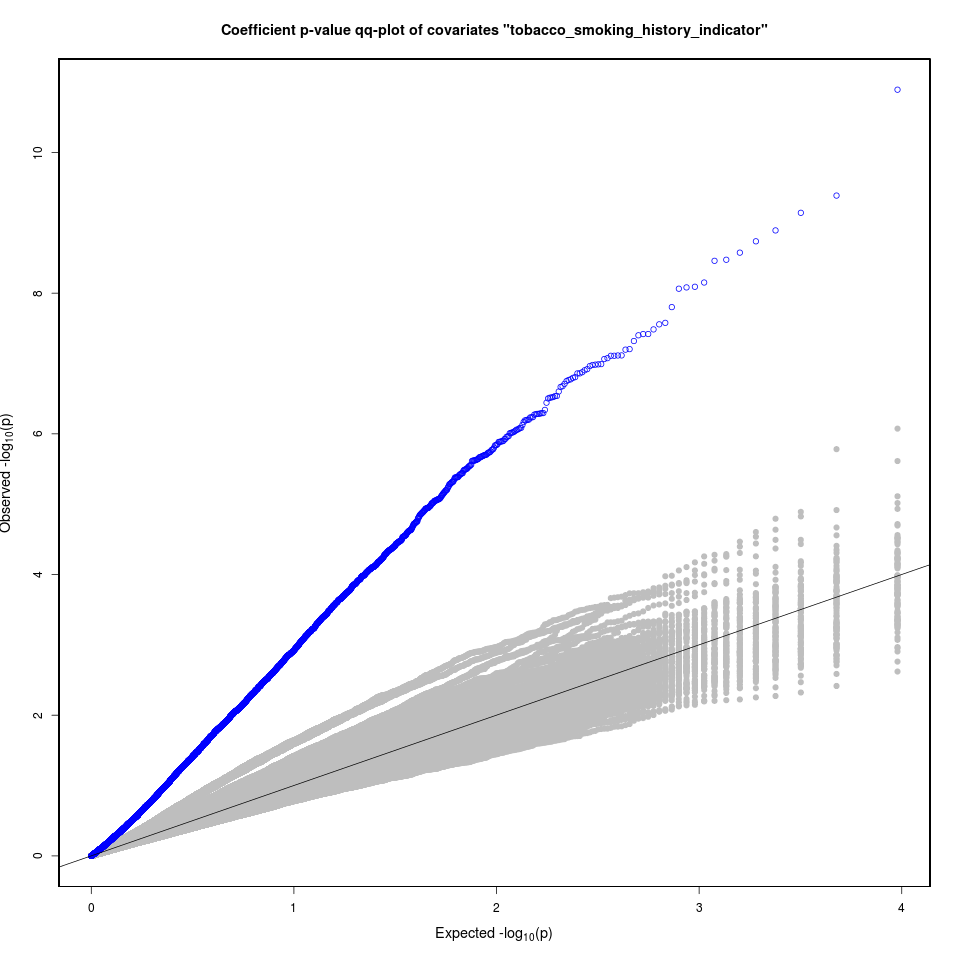 Coefficient p-value qq-plot of covariates "tobacco_smoking_history_indicator"
Observed -log10(p)
10
8
6
4
2
0
0 1 2 3 4
Expected -log10(p)